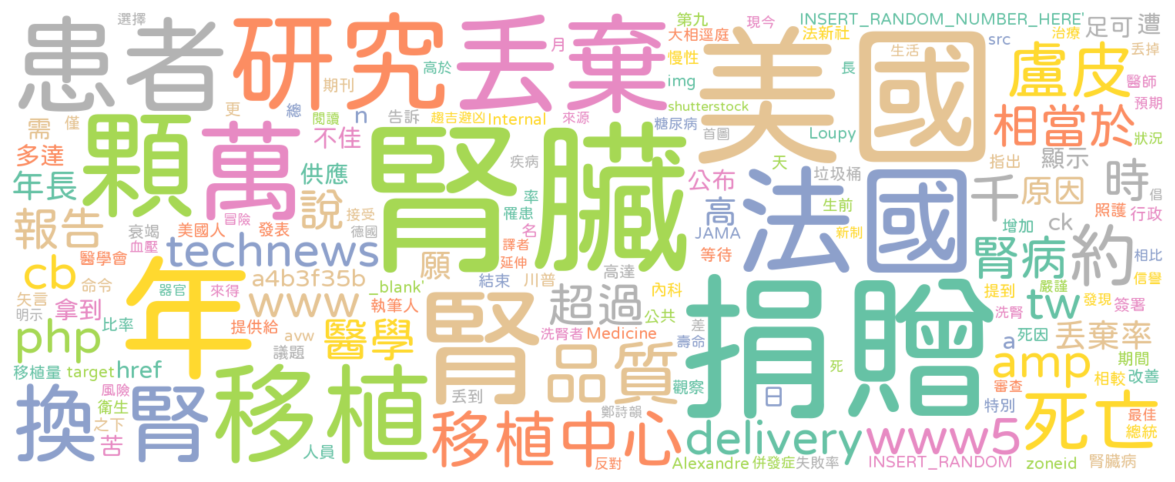 選擇
患者
研究
丟棄
美國
第九
現今
INSERT_RANDOM_NUMBER_HERE'
大相逕庭
法新社
治療
足可
遭
月
高於
慢性
生活
src
盧皮
丟掉
期刊
img
長
醫師
更
總
閱讀
告訴
趨吉避凶
Internal
來源
shutterstock
預期
需
僅
顆
萬
n
糖尿病
首圖
Loupy
相當於
狀況
不佳
腎臟
天
指出
多達
供應
疾病
垃圾桶
顯示
時
年長
說
率
公布
法國
千
原因
倡
罹患
高
生前
照護
行政
報告
冒險
接受
名
JAMA
新制
ck
約
衰竭
美國人
發表
德國
譯者
等待
增加
血壓
technews
延伸
腎病
相比
醫學會
cb
年
a4b3f35b
_blank'
願
結束
高達
川普
內科
提到
嚴謹
信譽
命令
器官
來得
www
執筆人
超過
捐贈
洗腎
tw
發現
簽署
矢言
明示
拿到
提供給
腎
公共
死因
php
比率
avw
醫學
洗腎者
Medicine
差
a
丟棄率
議題
壽命
移植量
target
href
品質
觀察
死
amp
期間
相較
改善
風險
丟到
日
審查
換腎
衛生
移植
鄭詩韻
特別
死亡
最佳
之下
苦
移植中心
delivery
www5
總統
人員
反對
Alexandre
併發症
失敗率
INSERT_RANDOM
zoneid
腎臟病